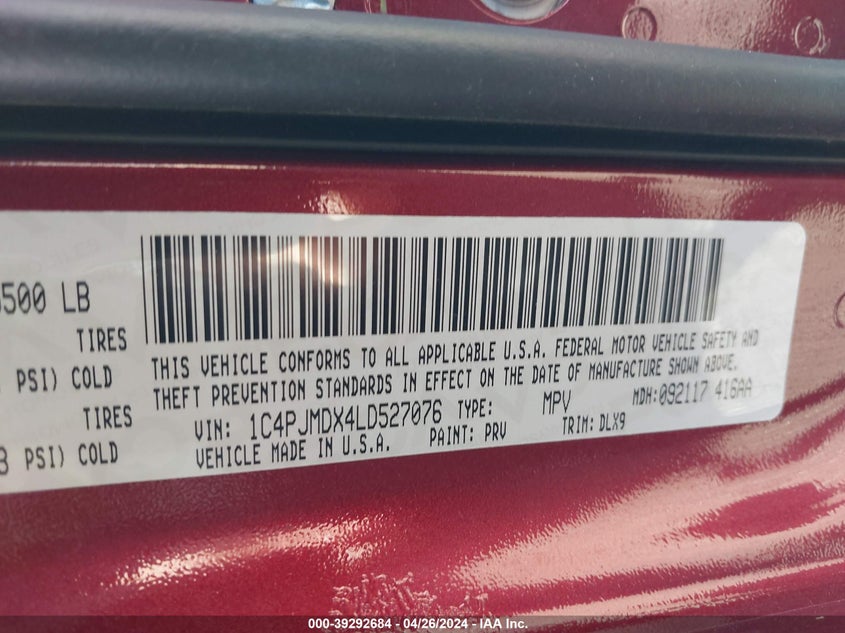 500 LB
TIRES
PSI) COLD
TIRES
PSI) COLD
THIS VEHICLE CONFORMS TO ALL APPLICABLE U.S.A. FEDERAL MOTOR VEHICLE SAFETY AND
THEFT PREVENTION STANDARDS IN EFFECT ON THE DATE OF MANUFACTURE SHOWN ABOVE.
VIN: 1C4PJMDX4LD527076 TYPE: MPV MDH:092117 416AA
VEHICLE MADE IN U.S.A. PAINT: PRV TRIM: DLX9
000-39292684 - 04/26/2024 - IAA Inc.